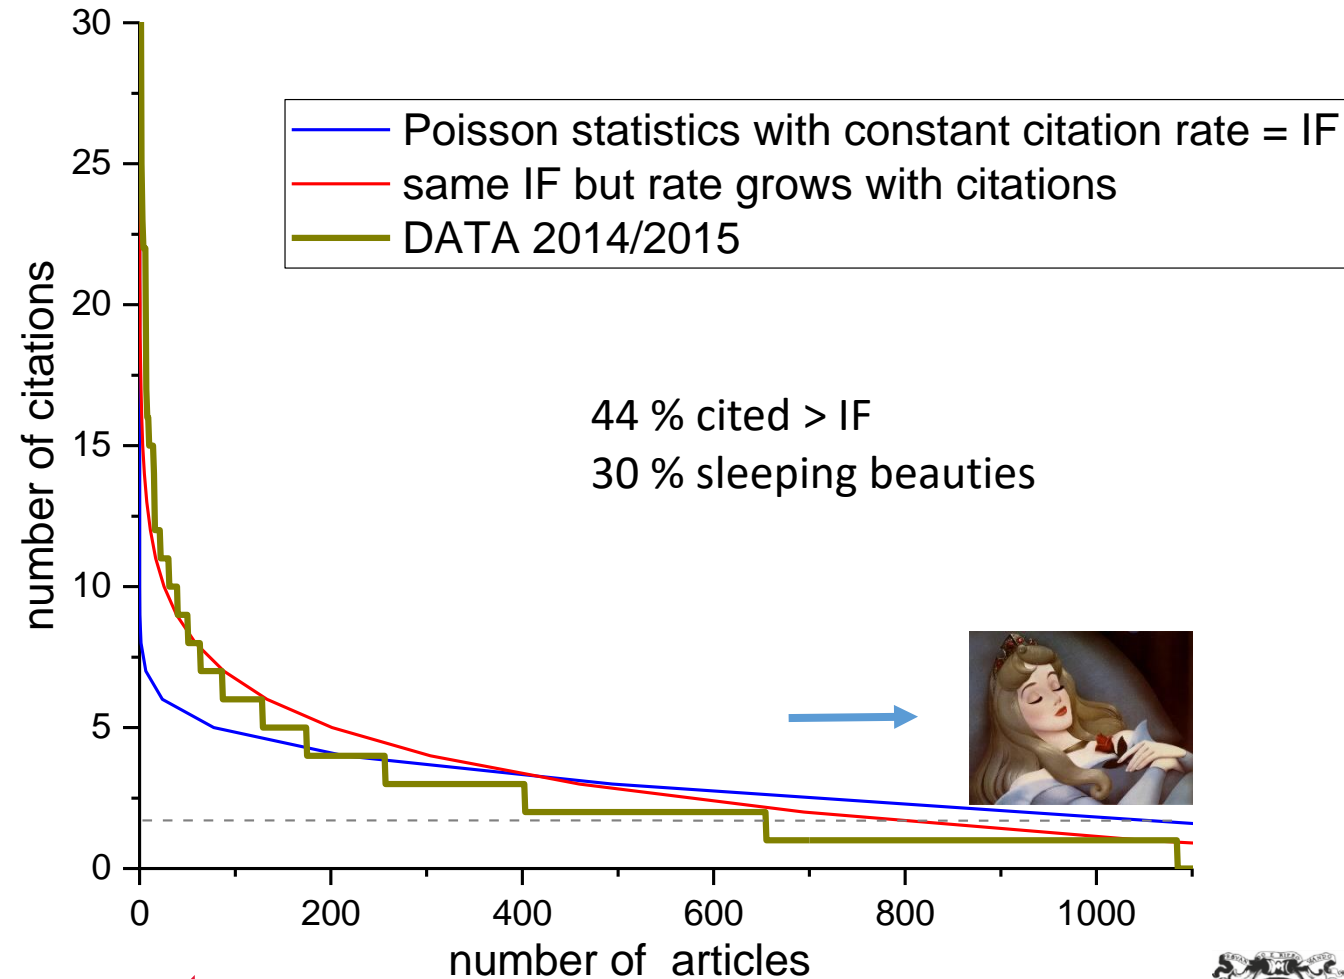 30
25
20
15
10
5
0
number of citations
Poisson statistics with constant citation rate = IF
same IF but rate grows with citations
DATA 2014/2015
44 % cited > IF
30 % sleeping beauties
0 200 400 600 800 1000
number of articles